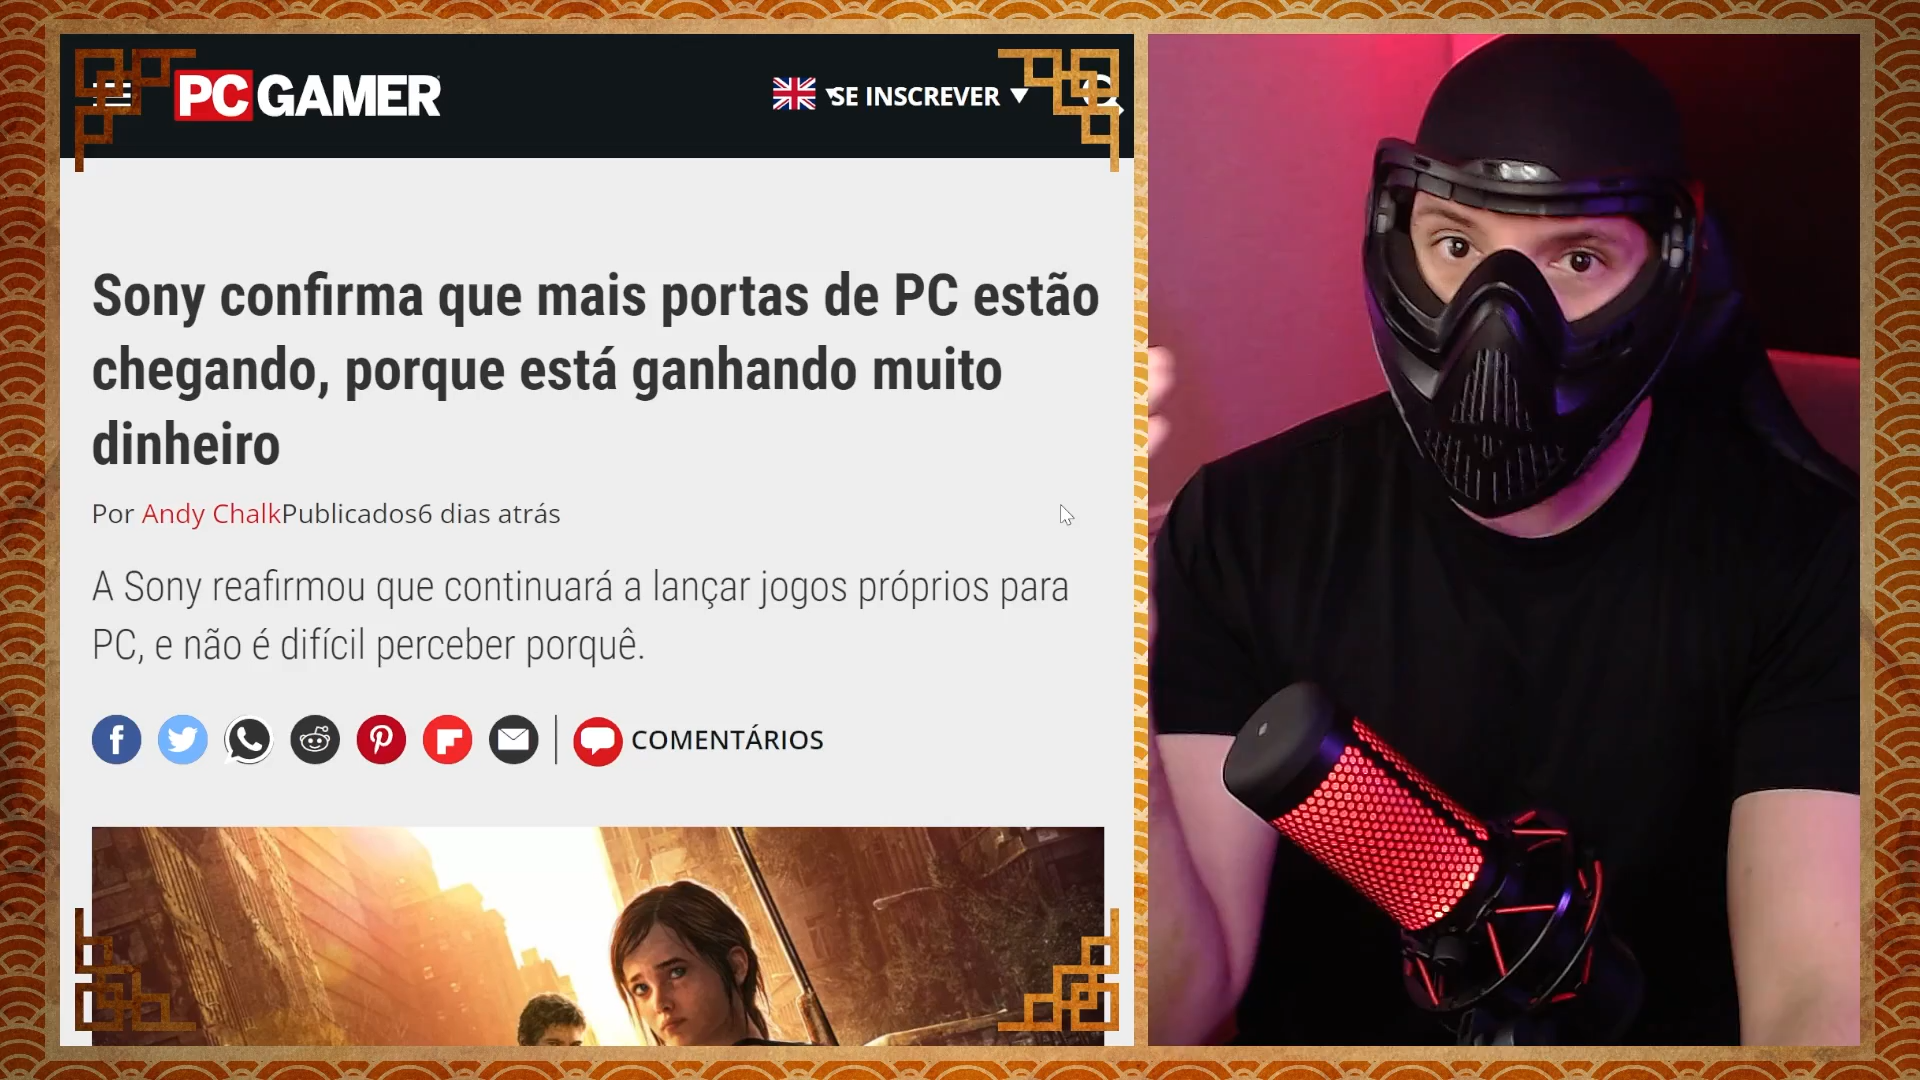 PC GAMER
SE INSCREVER
Sony confirma que mais portas de PC estão
chegando, porque está ganhando muito
dinheiro
Por Andy ChalkPublicados6 dias atrás
A Sony reafirmou que continuará a lançar jogos próprios para
PC, e não é difícil perceber porquê.
COMENTÁRIOS